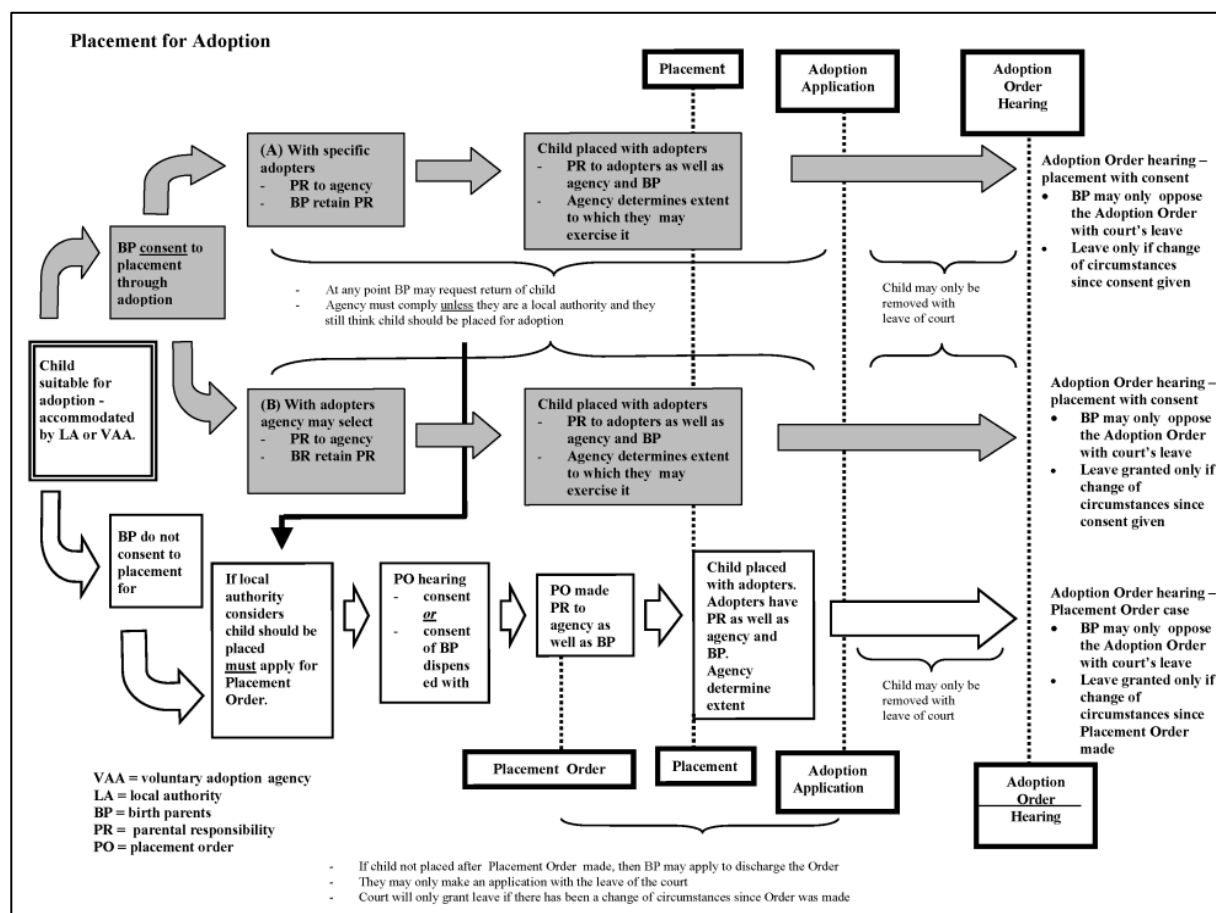 Placement for Adoption
Placement
Adoption
Application
Adoption
Order
Hearing
(A) With specific
adopters
- PR to agency
- BP retain PR
Child placed with adopters
- PR to adopters as well as
agency and BP
- Agency determines extent
to which they may
exercise it
Adoption Order hearing –
placement with consent
• BP may only oppose
the Adoption Order
with court's leave
• Leave only if change
of circumstances
since consent given
BP consent to
placement
through
adoption
- At any point BP may request return of child
- Agency must comply unless they are a local authority and they
still think child should be placed for adoption
Child may only be
removed with
leave of court
Child
suitable for
adoption -
accommodated
by LA or VAA.
(B) With adopters
agency may select
- PR to agency
- BR retain PR
Child placed with adopters
- PR to adopters as well as
agency and BP
- Agency determines extent
to which they may
exercise it
Adoption Order hearing –
placement with consent
• BP may only oppose
the Adoption Order
with court's leave
• Leave granted only if
change of
circumstances since
consent given
BP do not
consent to
placement
for
If local
authority
considers
child should be
placed
must apply for
Placement
Order.
PO hearing
- consent
or
- consent
of BP
dispens
ed with
PO made
PR to
agency as
well as BP
Child placed
with adopters.
Adopters have
PR as well as
agency and
BP.
Agency
determine
extent
Child may only be
removed with
leave of court
Adoption Order hearing –
Placement Order case
• BP may only oppose
the Adoption Order
with court's leave
• Leave granted only if
change of
circumstances since
Placement Order
made
Placement Order
Placement
Adoption
Application
Adoption
Order
Hearing
VAA = voluntary adoption agency
LA = local authority
BP = birth parents
PR = parental responsibility
PO = placement order
- If child not placed after Placement Order made, then BP may apply to discharge the Order
- They may only make an application with the leave of the court
- Court will only grant leave if there has been a change of circumstances since Order was made